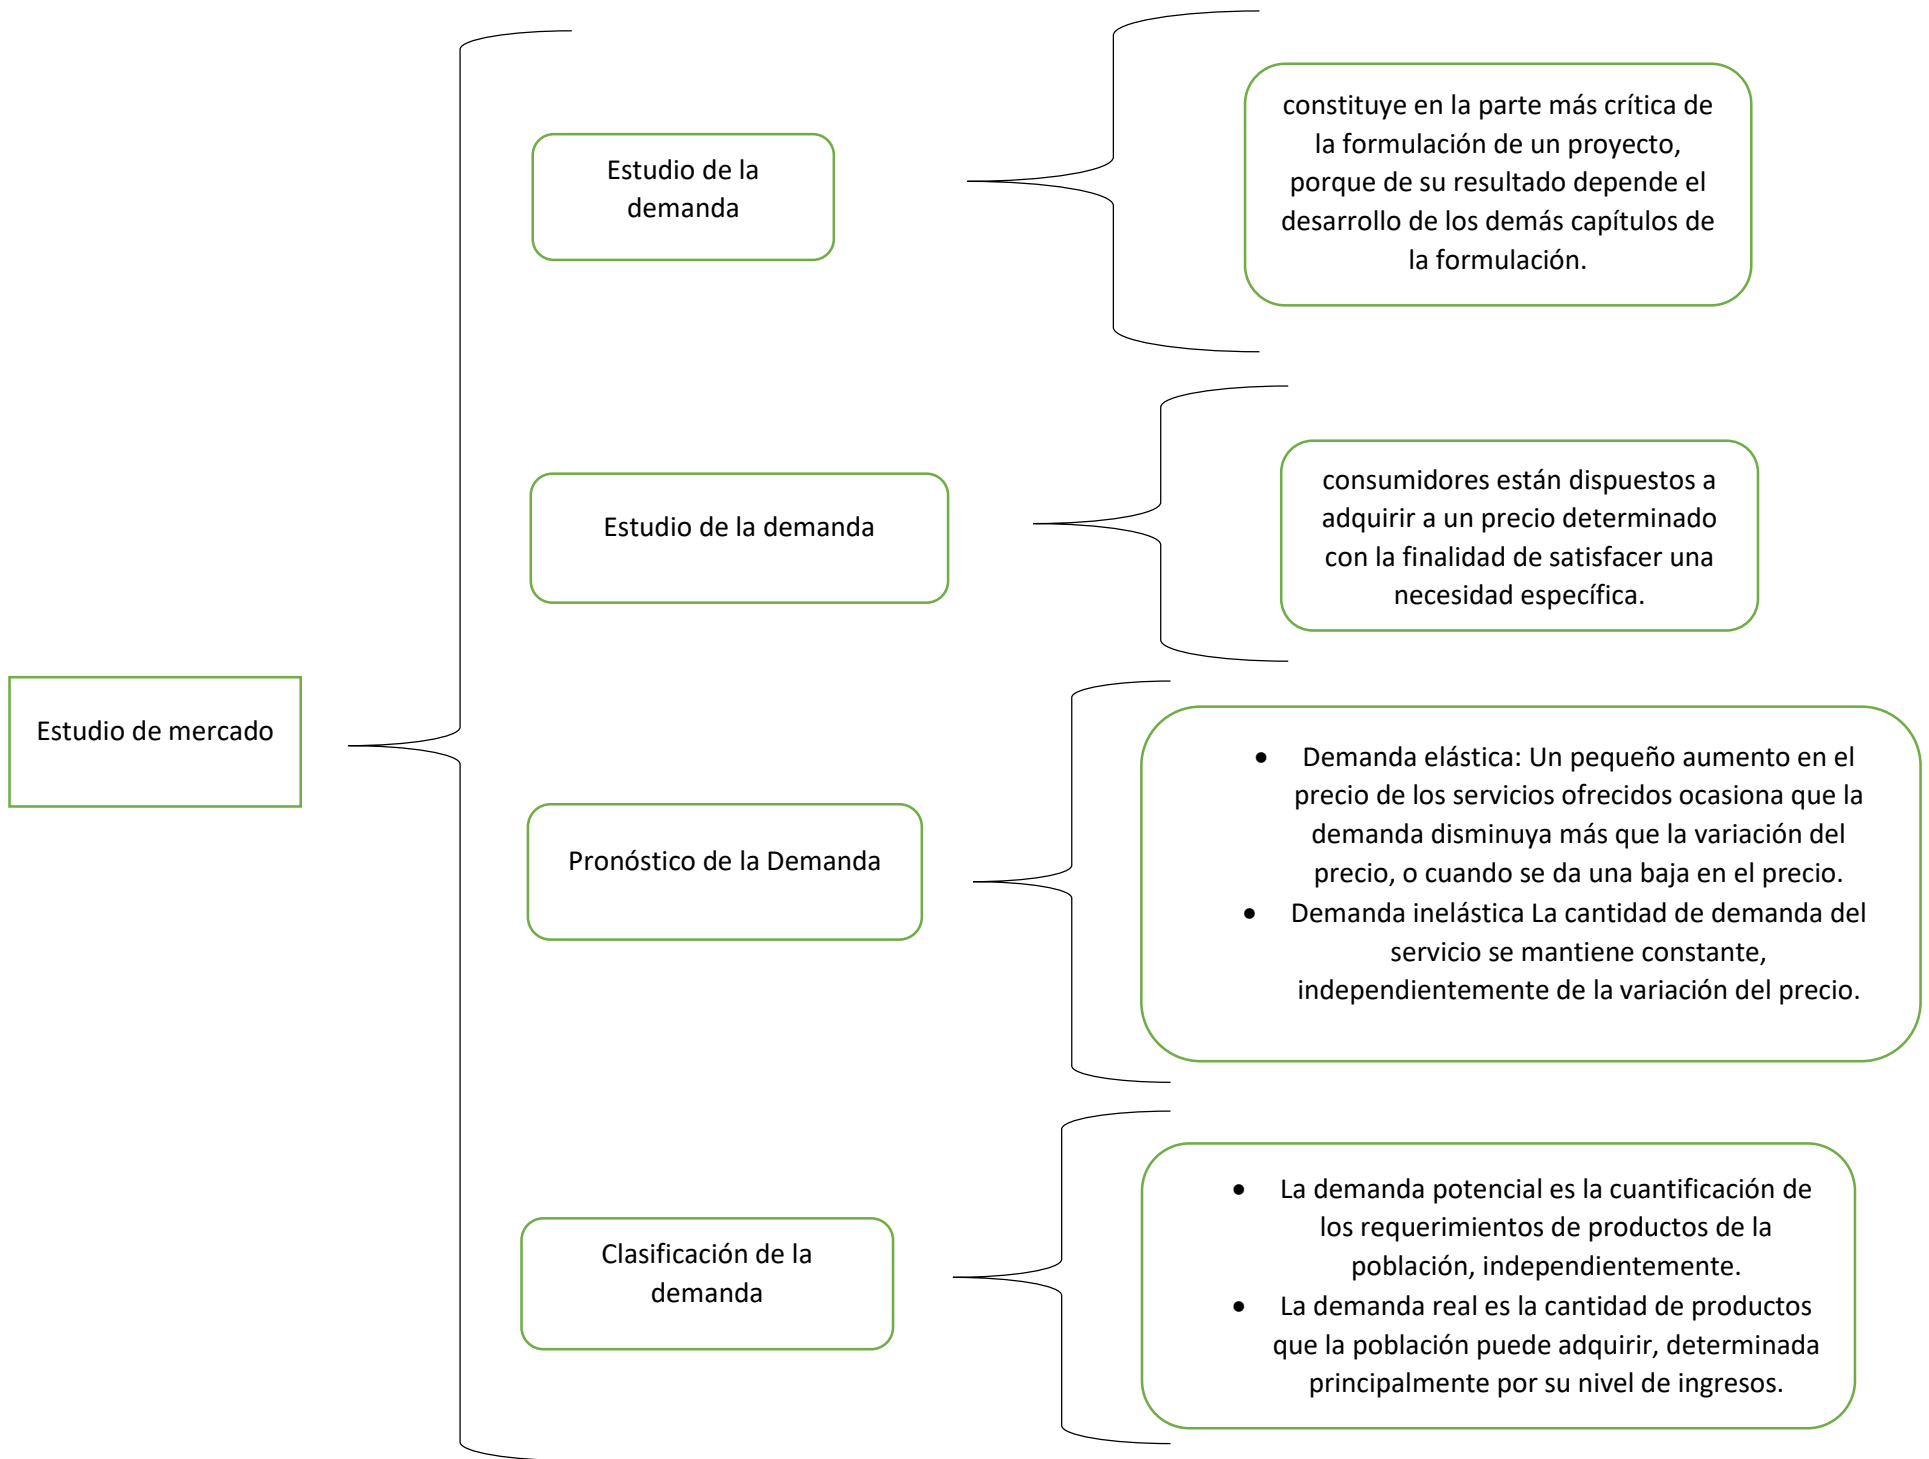 Estudio de mercado
Estudio de la
demanda
constituye en la parte más crítica de
la formulación de un proyecto,
porque de su resultado depende el
desarrollo de los demás capítulos de
la formulación.
Estudio de la demanda
consumidores están dispuestos a
adquirir a un precio determinado
con la finalidad de satisfacer una
necesidad específica.
Pronóstico de la Demanda
• Demanda elástica: Un pequeño aumento en el
precio de los servicios ofrecidos ocasiona que la
demanda disminuya más que la variación del
precio, o cuando se da una baja en el precio.
• Demanda inelástica La cantidad de demanda del
servicio se mantiene constante,
independientemente de la variación del precio.
Clasificación de la
demanda
• La demanda potencial es la cuantificación de
los requerimientos de productos de la
población, independientemente.
• La demanda real es la cantidad de productos
que la población puede adquirir, determinada
principalmente por su nivel de ingresos.